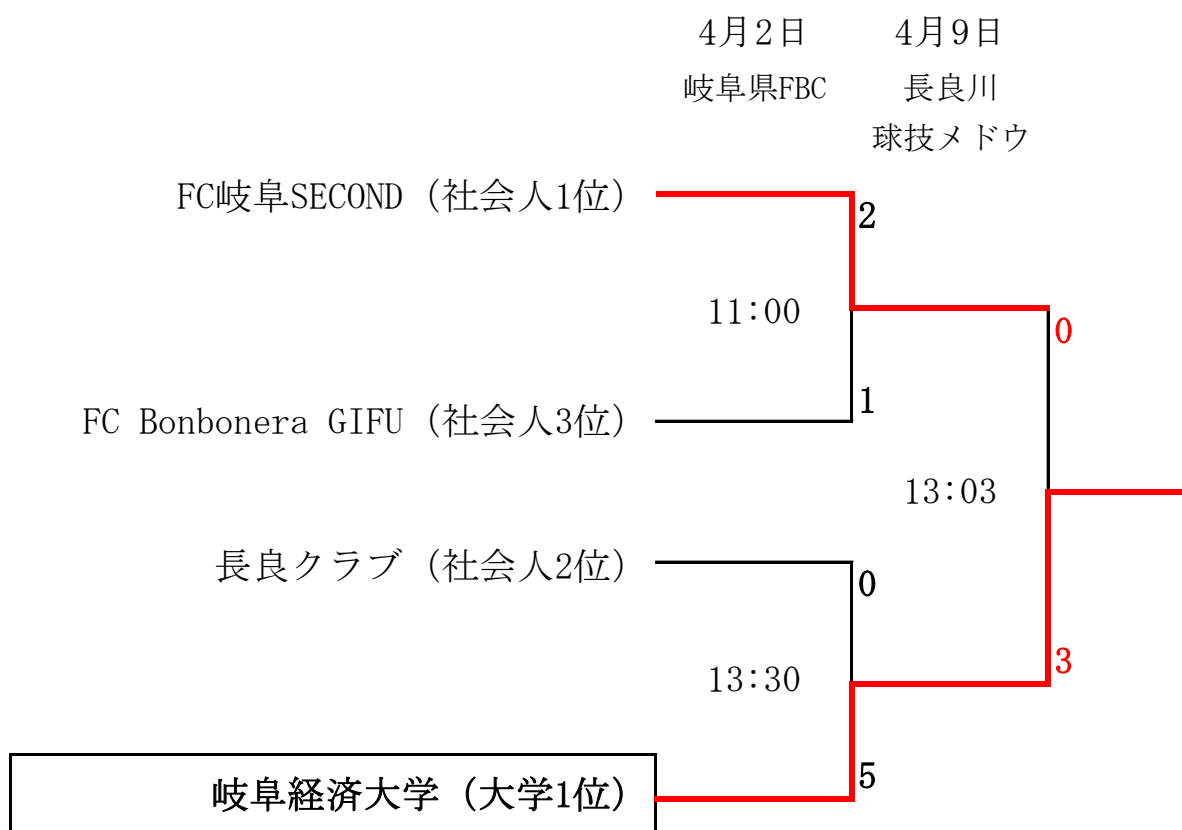 4月2日 4月9日
岐阜県FBC 長良川
球技メドウ
FC岐阜SECOND (社会人1位)
2
11:00
0
1
FC Bonbonera GIFU (社会人3位)
13:03
長良クラブ (社会人2位)
0
3
13:30
5
岐阜経済大学 (大学1位)